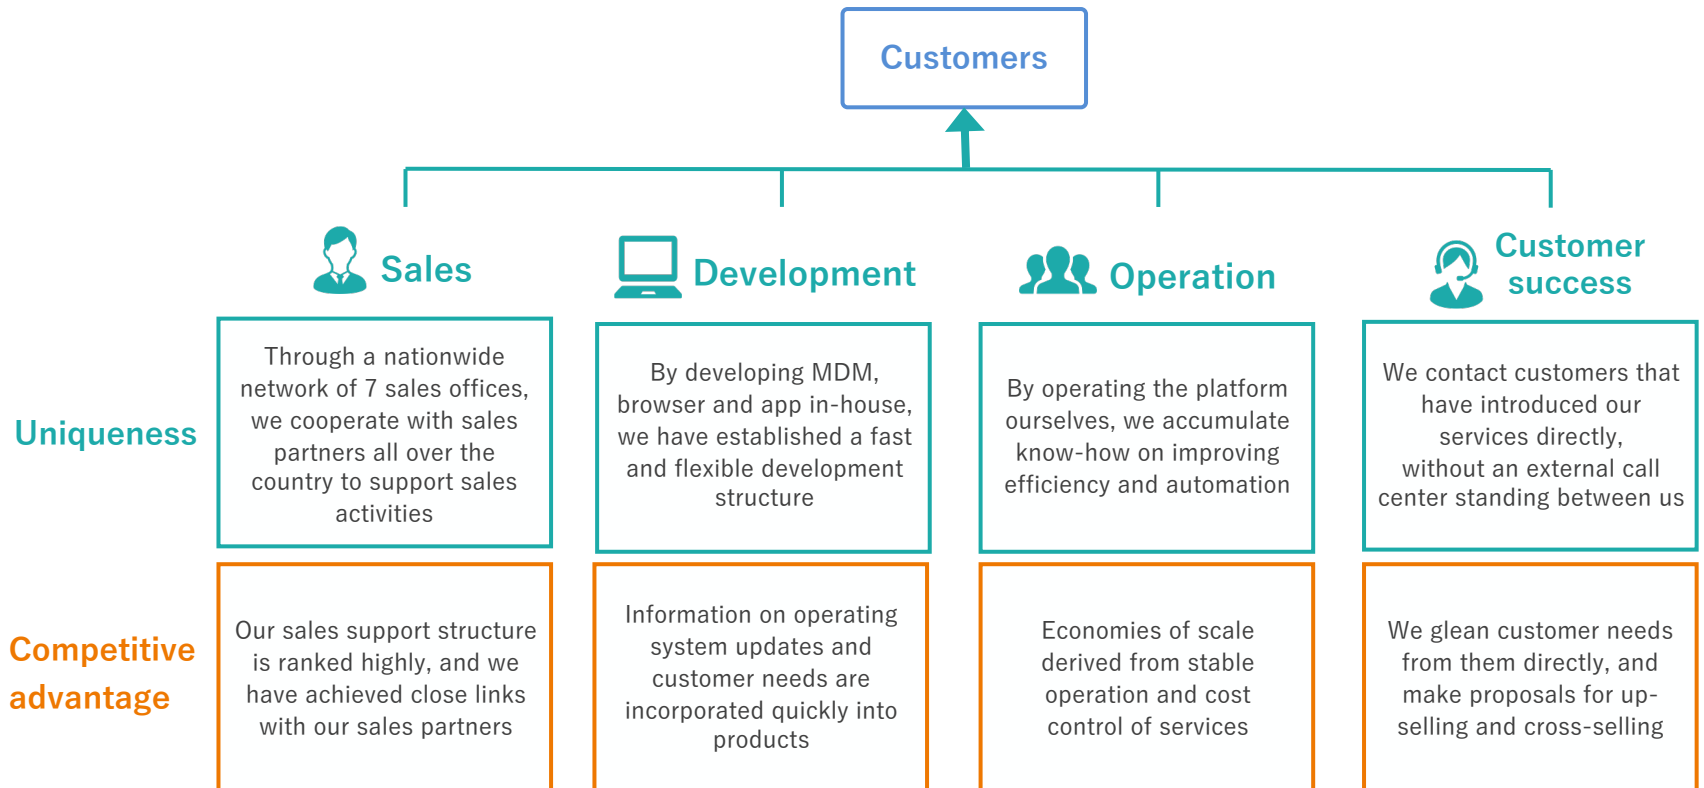 Customers
Sales
Development
Operation
Customer
success
Uniqueness
Through a nationwide
network of 7 sales offices,
we cooperate with sales
partners all over the
country to support sales
activities
By developing MDM,
browser and app in-house,
we have established a fast
and flexible development
structure
By operating the platform
ourselves, we accumulate
know-how on improving
efficiency and automation
We contact customers that
have introduced our
services directly,
without an external call
center standing between us
Competitive
advantage
Our sales support structure
is ranked highly, and we
have achieved close links
with our sales partners
Information on operating
system updates and
customer needs are
incorporated quickly into
products
Economies of scale
derived from stable
operation and cost
control of services
We glean customer needs
from them directly, and
make proposals for up-
selling and cross-selling